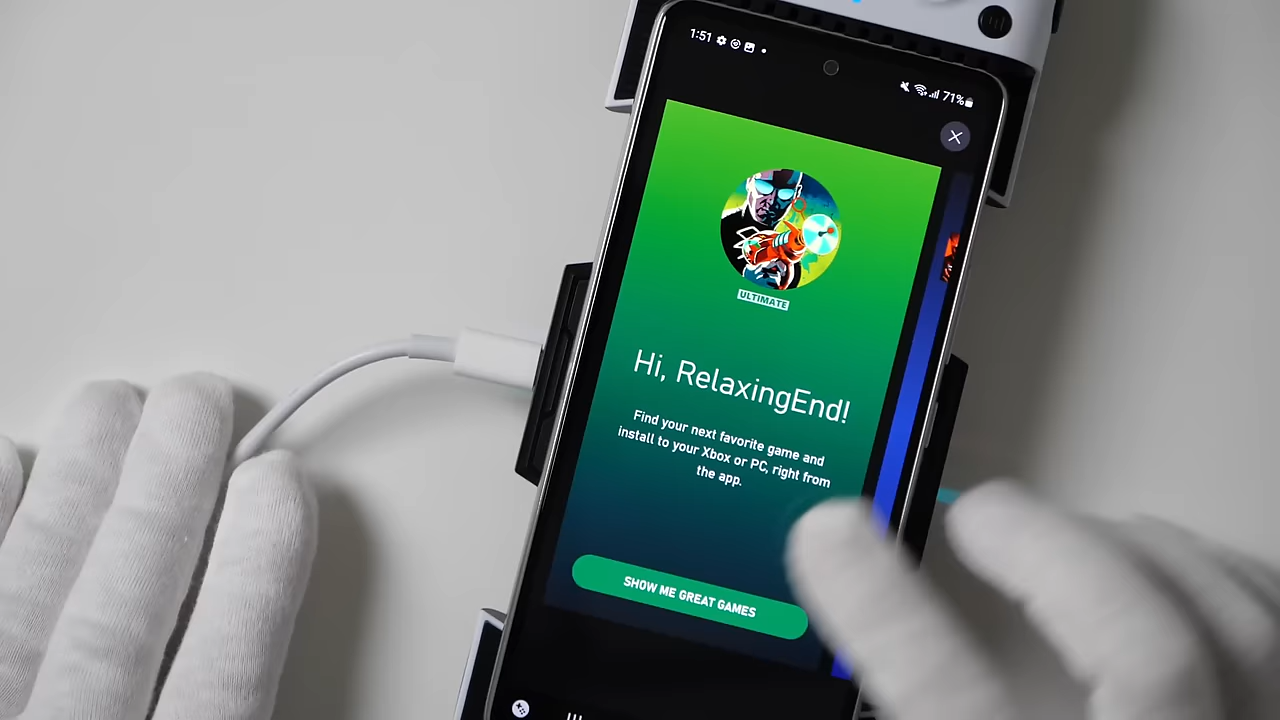 1:51
71%
ULTIMATE
Hi, RelaxingEnd!
Find your next favorite game and
install to your Xbox or PC, right from
the app.
SHOW ME GREAT GAMES